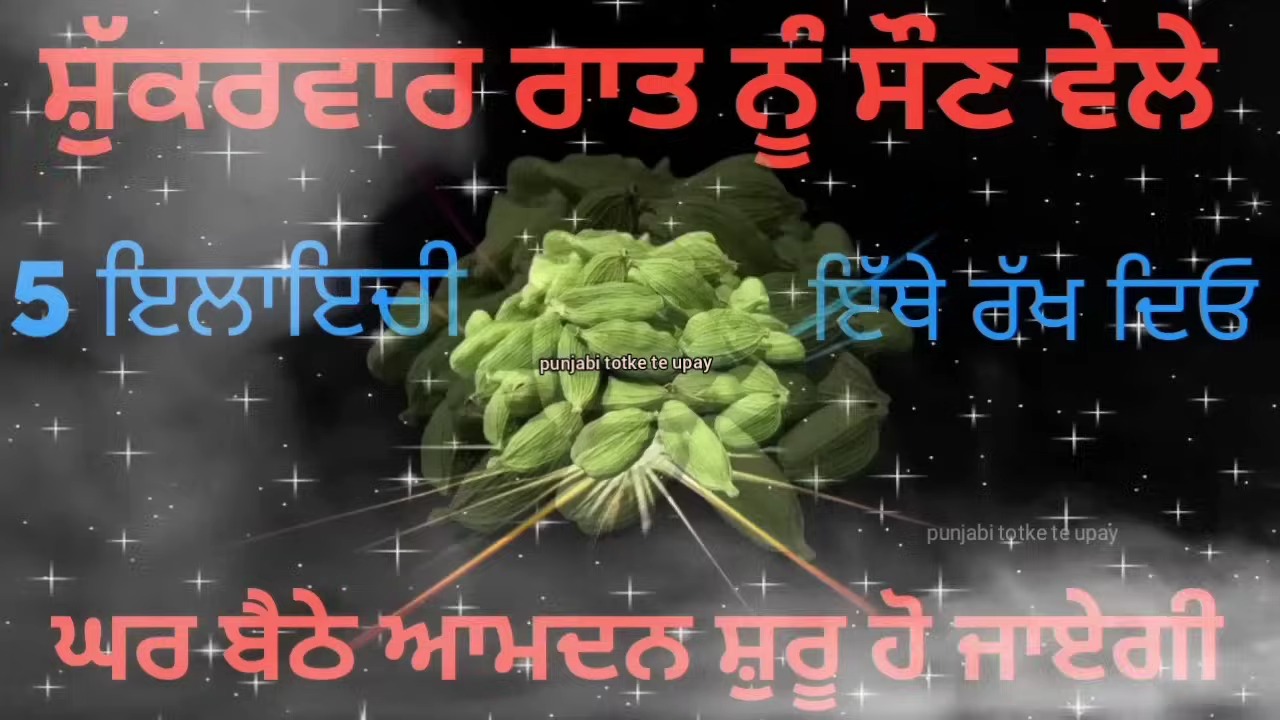 ਸ਼ੁੱਕਰਵਾਰ ਰਾਤ ਨੂੰ ਸੌਣ ਵੇਲੇ
5 ਇਲਾਇਚੀ ਇੱਥੇ ਰੱਖ ਦਿਓ
punjabi totke te upay
punjabi totke te upay
ਘਰ ਬੈਠੇ ਆਮਦਨ ਸ਼ੁਰੂ ਹੋ ਜਾਏਗੀ